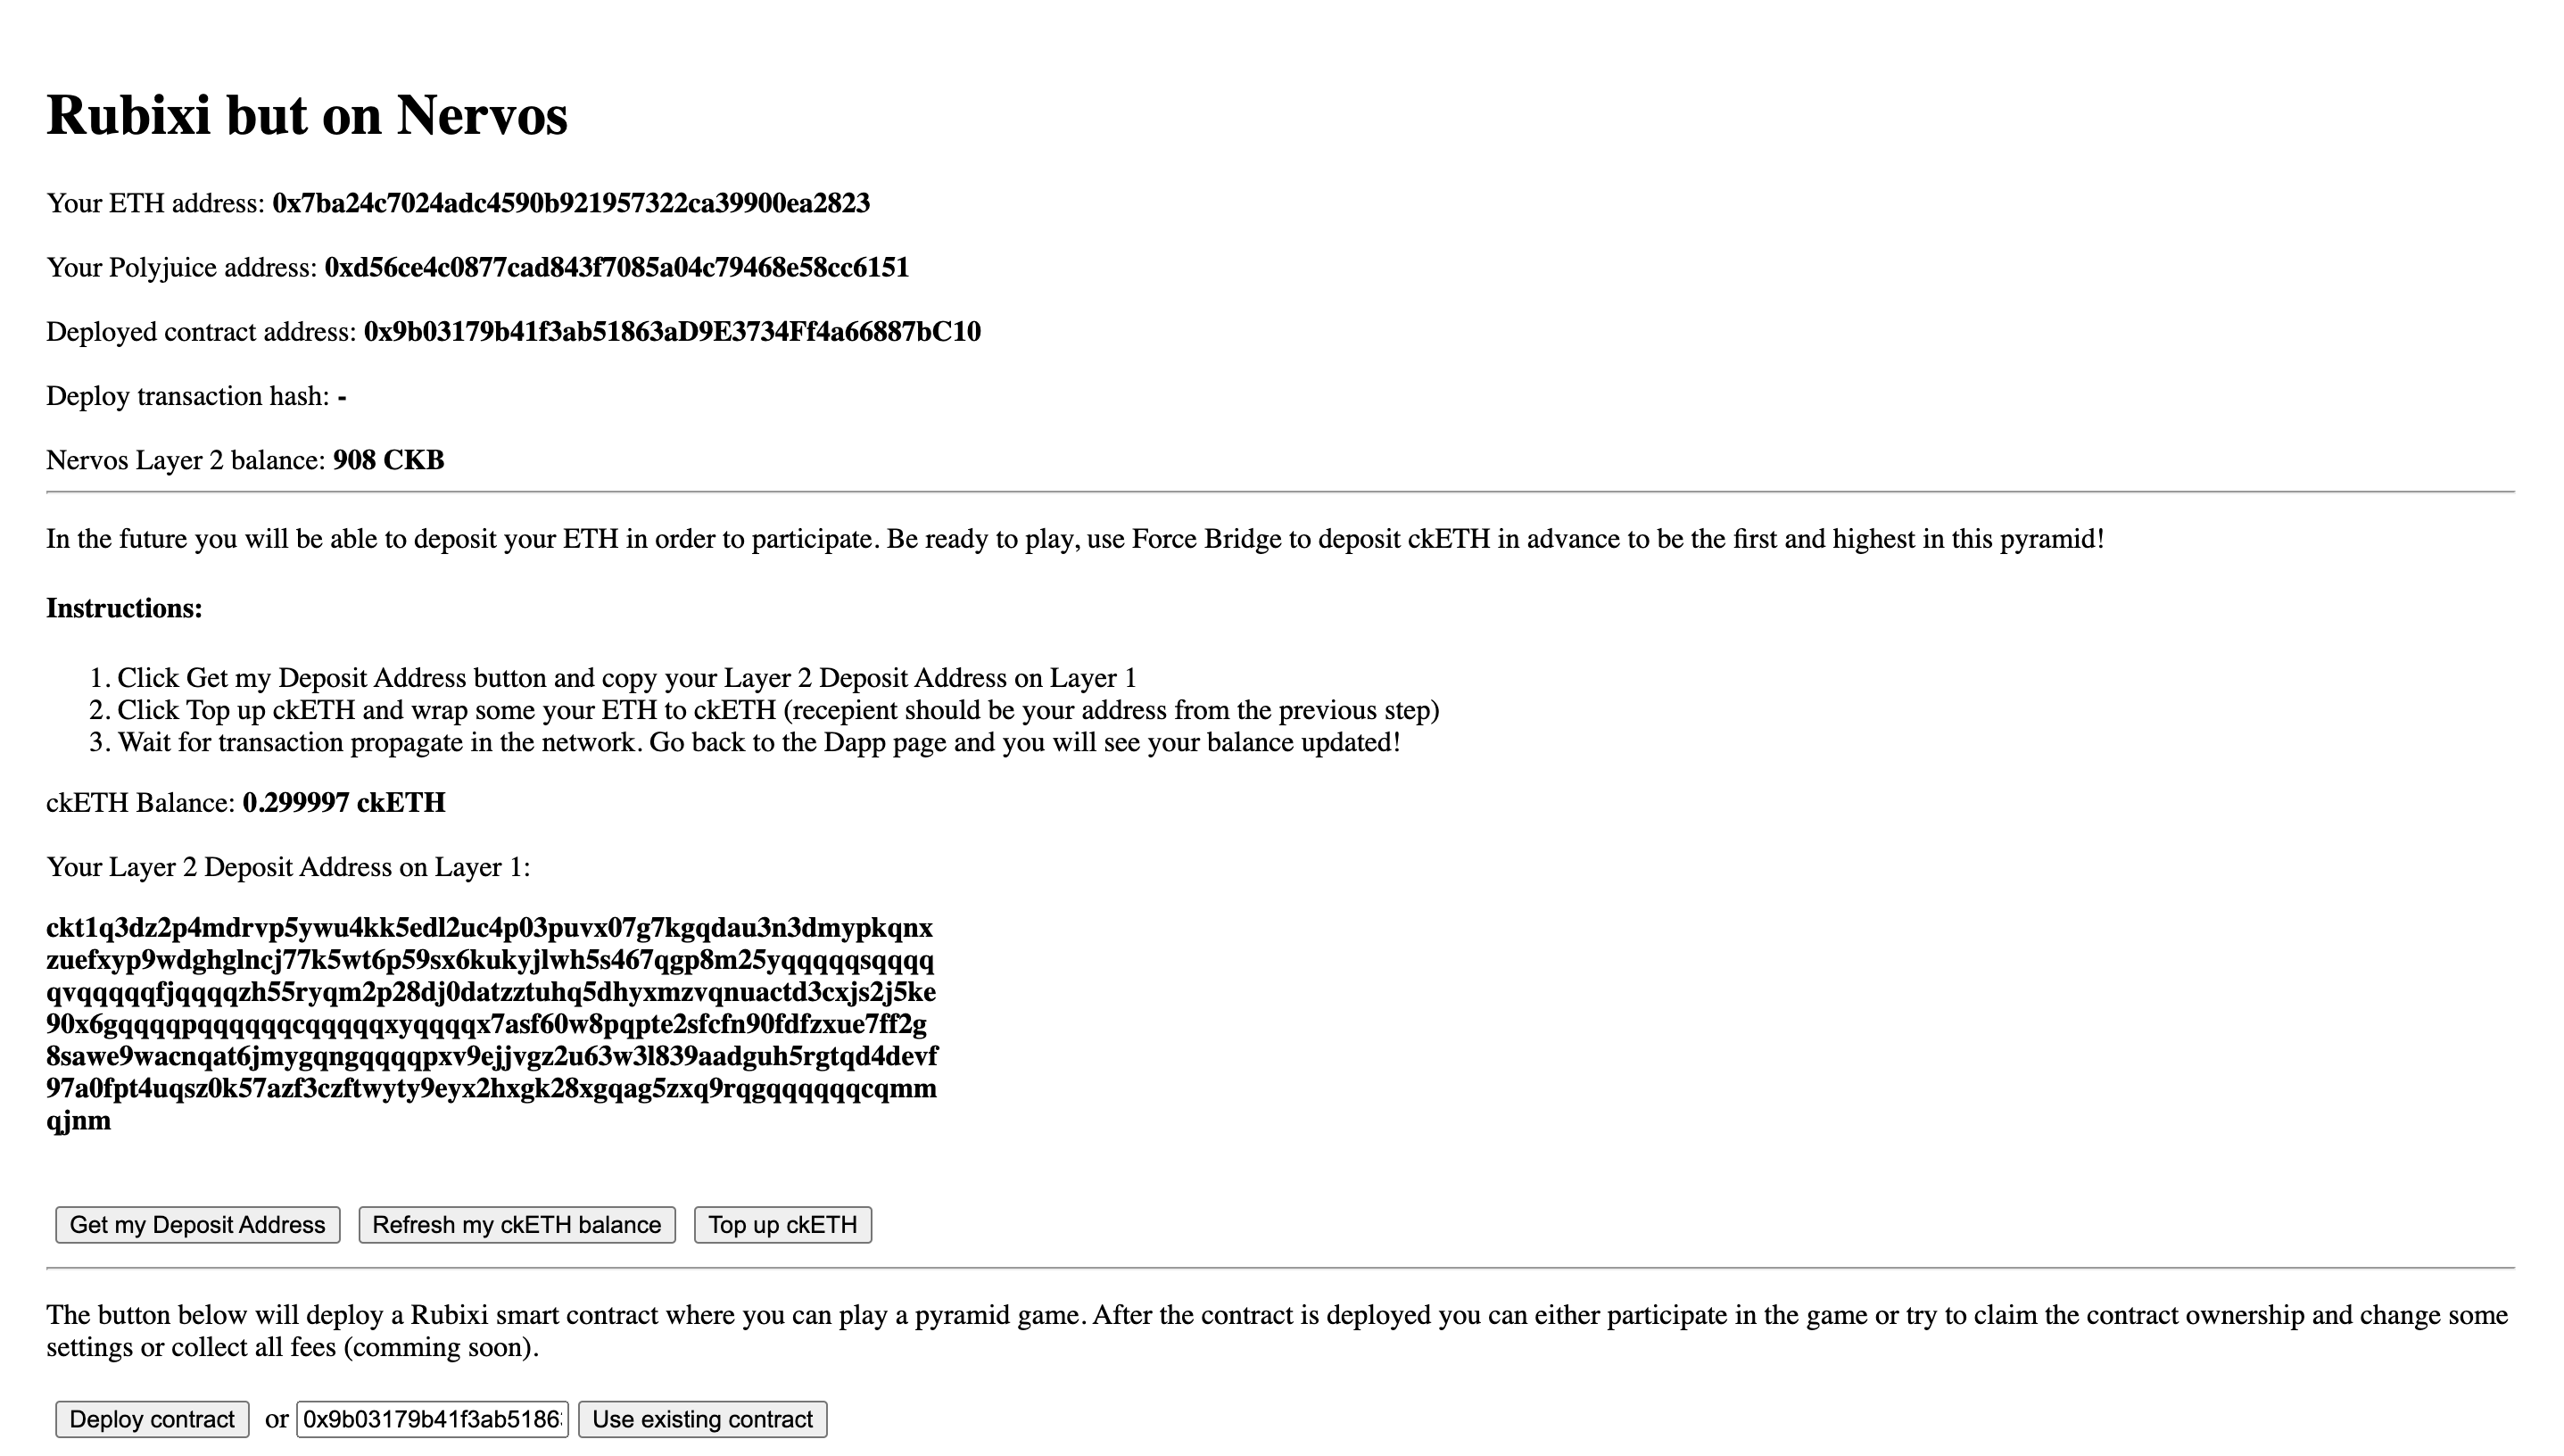 Rubixi but on Nervos
Your ETH address: 0x7ba24c7024adc4590b921957322ca39900ea2823
Your Polyjuice address: 0xd56ce4c0877cad843f7085a04c79468e58cc6151
Deployed contract address: 0x9b03179b41f3ab51863aD9E3734Ff4a66887bC10
Deploy transaction hash: -
Nervos Layer 2 balance: 908 CKB
In the future you will be able to deposit your ETH in order to participate. Be ready to play, use Force Bridge to deposit ckETH in advance to be the first and highest in this pyramid!
Instructions:
1. Click Get my Deposit Address button and copy your Layer 2 Deposit Address on Layer 1
2. Click Top up ckETH and wrap some your ETH to ckETH (recepient should be your address from the previous step)
3. Wait for transaction propagate in the network. Go back to the Dapp page and you will see your balance updated!
ckETH Balance: 0.299997 ckETH
Your Layer 2 Deposit Address on Layer 1:
ckt1q3dz2p4mdrvp5ywu4kk5edl2uc4p03puvx07g7kgqdau3n3dmypkqnx
zuefxyp9wdghglncj77k5wt6p59sx6kukyjlwh5s467qgp8m25yqqqqqsqqqq
qvqqqqqfjqqqqzh55ryqm2p28dj0datzztuhq5dhyxmzvqnuactd3cxjs2j5ke
90x6gqqqqpqqqqqqcqqqqqxyqqqqx7asf60w8pqpte2sfcfn90fdfzxue7ff2g
8sawe9wacnqat6jmygqngqqqqpxv9ejjvgz2u63w3l839aadguh5rgtqd4devf
97a0fpt4uqsz0k57azf3czftwyty9eyx2hxgk28xgqag5zxq9rqgqqqqqqcqmm
qjnm
Get my Deposit Address Refresh my ckETH balance Top up ckETH
The button below will deploy a Rubixi smart contract where you can play a pyramid game. After the contract is deployed you can either participate in the game or try to claim the contract ownership and change some
settings or collect all fees (comming soon).
Deploy contract or 0x9b03179b41f3ab5186 Use existing contract